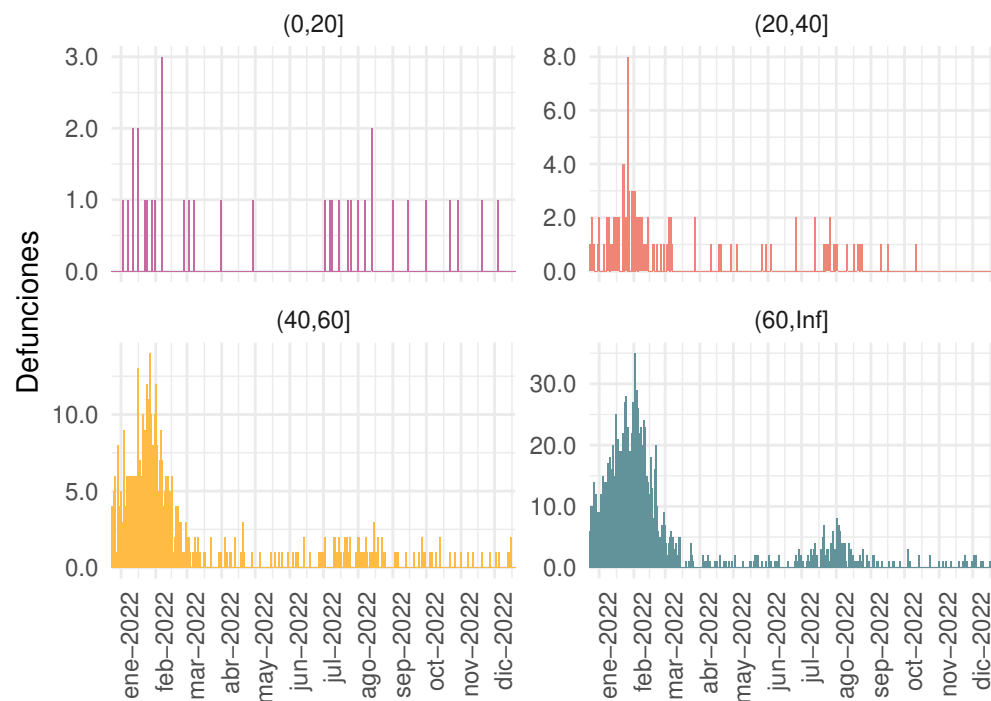 Defunciones
(0,20]
3.0
2.0
1.0
0.0
(20,40]
8.0
6.0
4.0
2.0
0.0
(40,60]
10.0
5.0
0.0
ene−2022
feb−2022
mar−2022
abr−2022
may−2022
jun−2022
jul−2022
ago−2022
sep−2022
oct−2022
nov−2022
dic−2022
(60,Inf]
30.0
20.0
10.0
0.0
ene−2022
feb−2022
mar−2022
abr−2022
may−2022
jun−2022
jul−2022
ago−2022
sep−2022
oct−2022
nov−2022
dic−2022